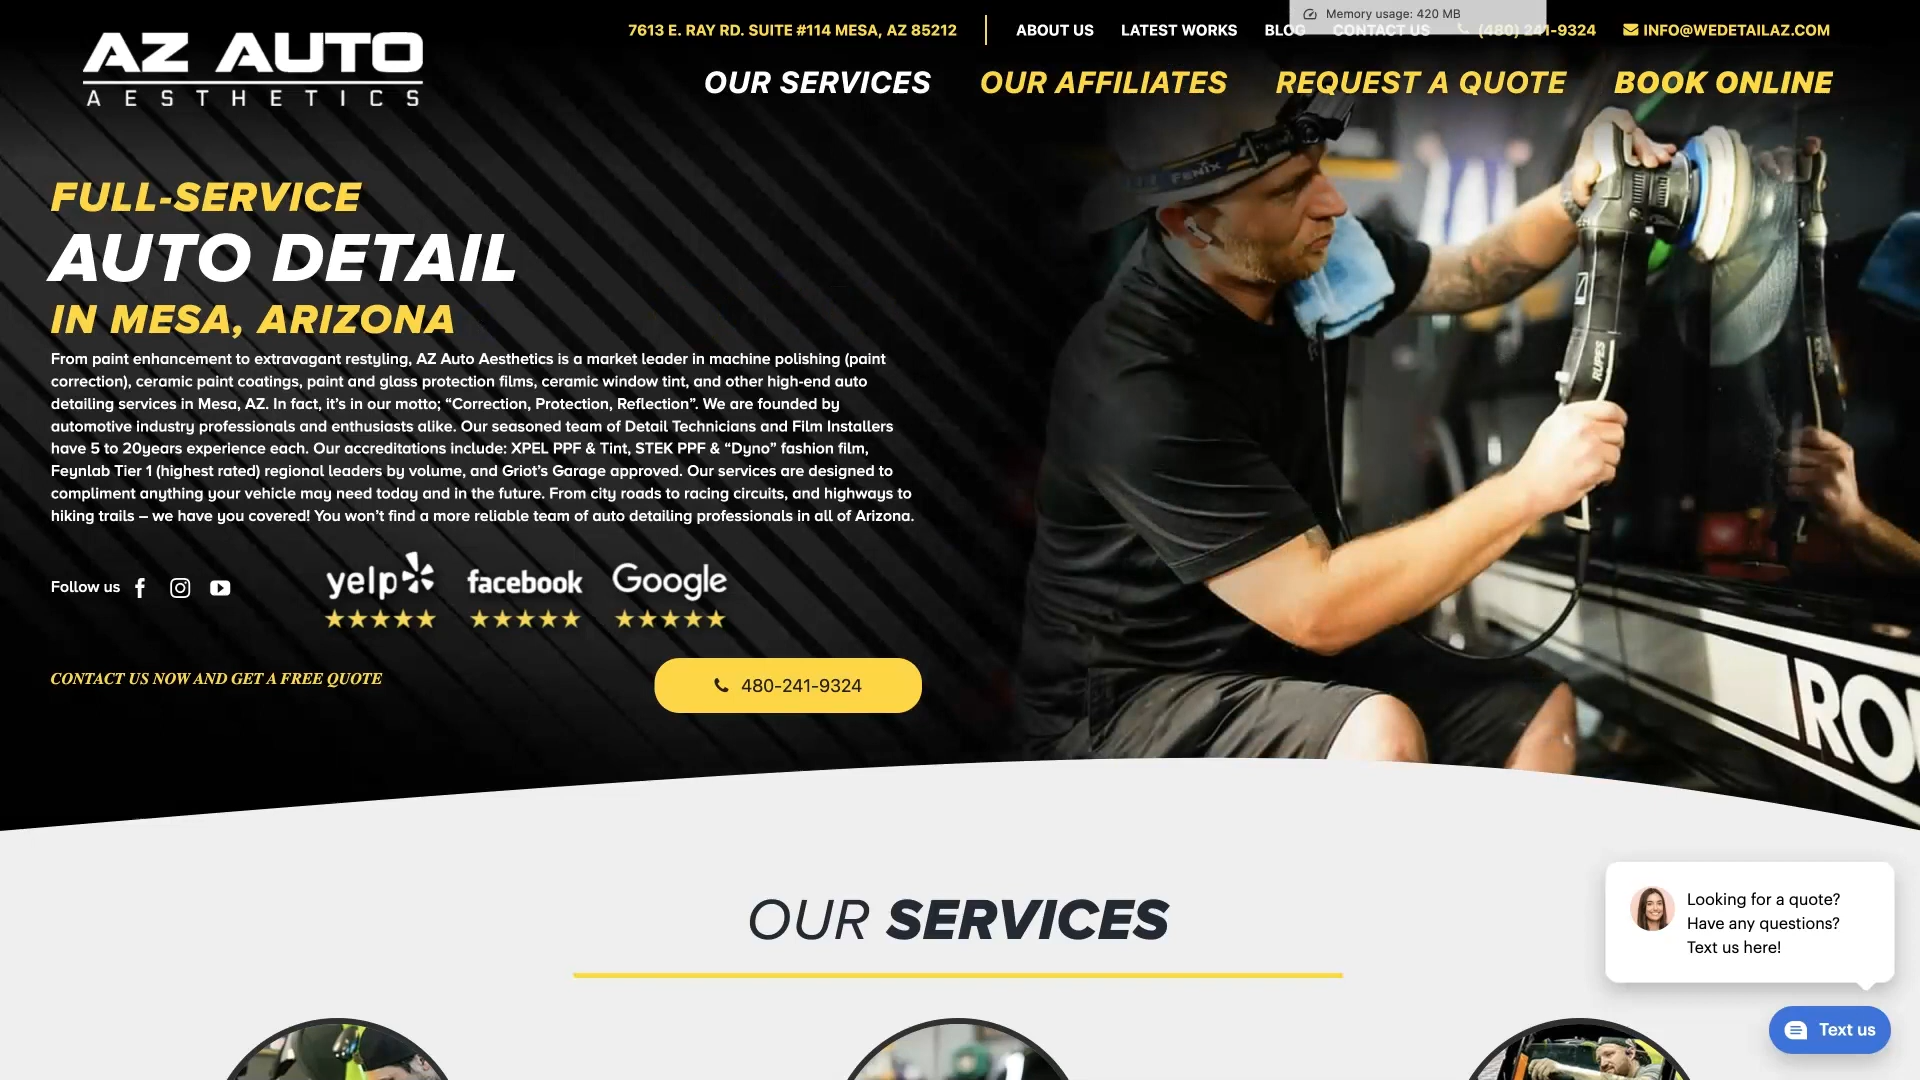 AZ AUTO
AESTHETICS
7613 E. RAY RD. SUITE #114 MESA, AZ 85212
ABOUT US
LATEST WORKS
BLOG
CONTACT US
(480) 241-9324
INFO@WEDETAILAZ.COM
Memory usage: 420 MB
OUR SERVICES
OUR AFFILIATES
REQUEST A QUOTE
BOOK ONLINE
FULL-SERVICE
AUTO DETAIL
IN MESA, ARIZONA
From paint enhancement to extravagant restyling, AZ Auto Aesthetics is a market leader in machine polishing (paint
correction), ceramic paint coatings, paint and glass protection films, ceramic window tint, and other high-end auto
detailing services in Mesa, AZ. In fact, it's in our motto; “Correction, Protection, Reflection”. We are founded by
automotive industry professionals and enthusiasts alike. Our seasoned team of Detail Technicians and Film Installers
have 5 to 20years experience each. Our accreditations include: XPEL PPF & Tint, STEK PPF & “Dyno” fashion film,
Feynlab Tier 1 (highest rated) regional leaders by volume, and Griot’s Garage approved. Our services are designed to
compliment anything your vehicle may need today and in the future. From city roads to racing circuits, and highways to
hiking trails – we have you covered! You won’t find a more reliable team of auto detailing professionals in all of Arizona.
Follow us
yelp
facebook
Google
CONTACT US NOW AND GET A FREE QUOTE
480-241-9324
FENIX
RUPES
ROU
OUR SERVICES
Looking for a quote?
Have any questions?
Text us here!
Text us